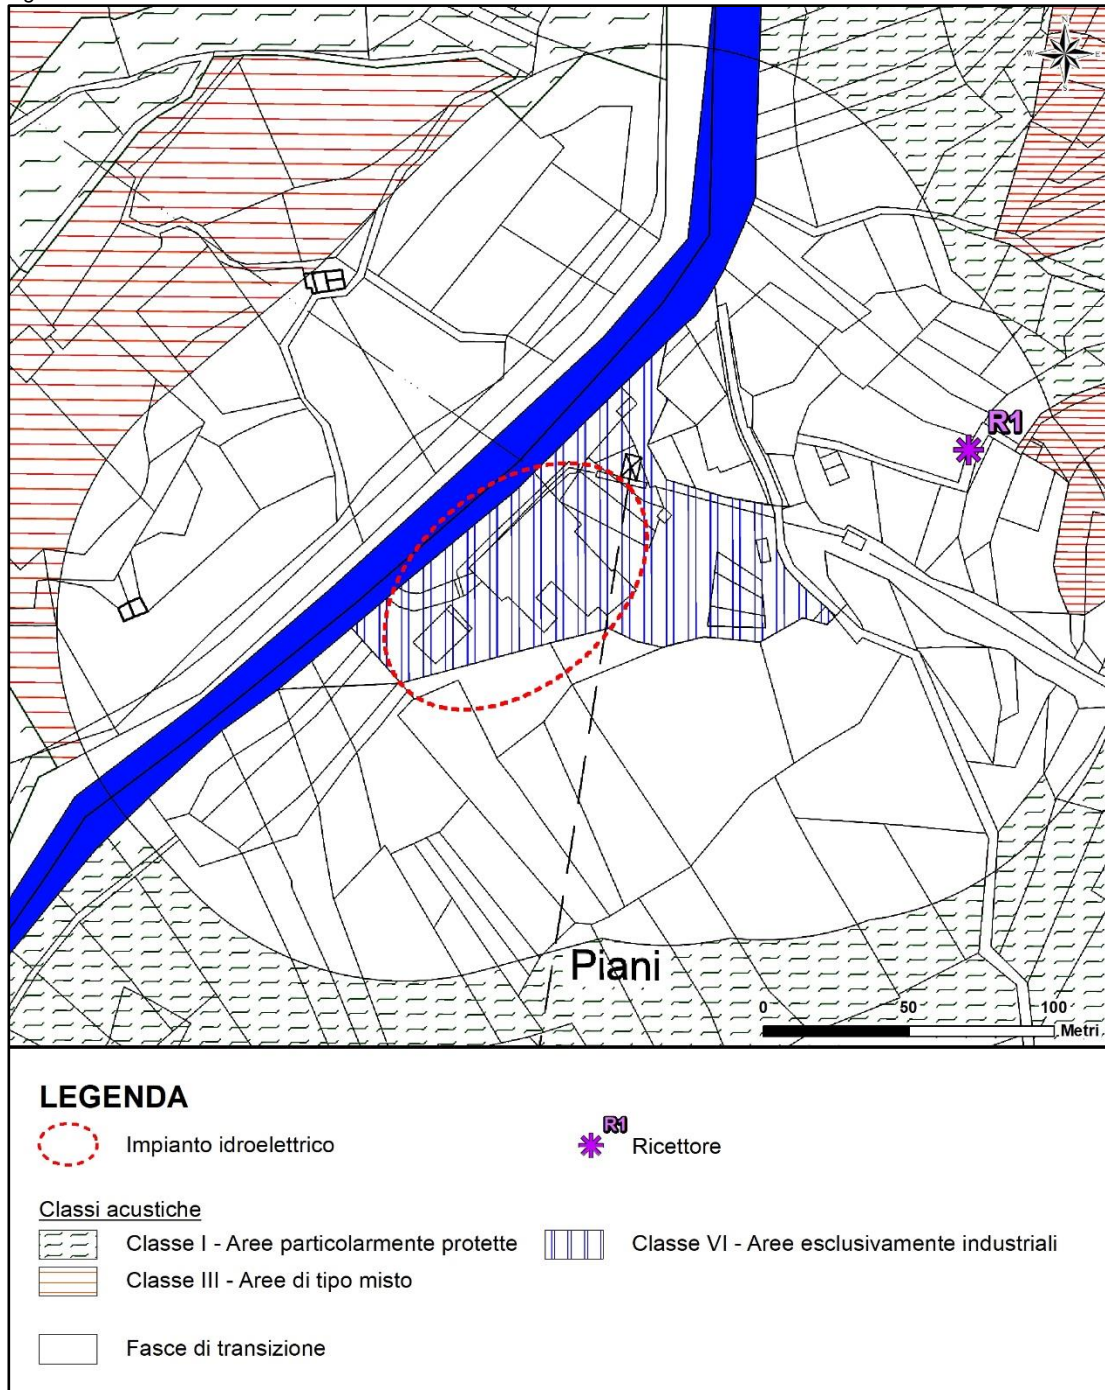 R1
Piani
0 50 100
Metri
LEGENDA
Impianto idroelettrico
R1
Ricettore
Classi acustiche
Classe I - Aree particolarmente protette
Classe VI - Aree esclusivamente industriali
Classe III - Aree di tipo misto
Fasce di transizione